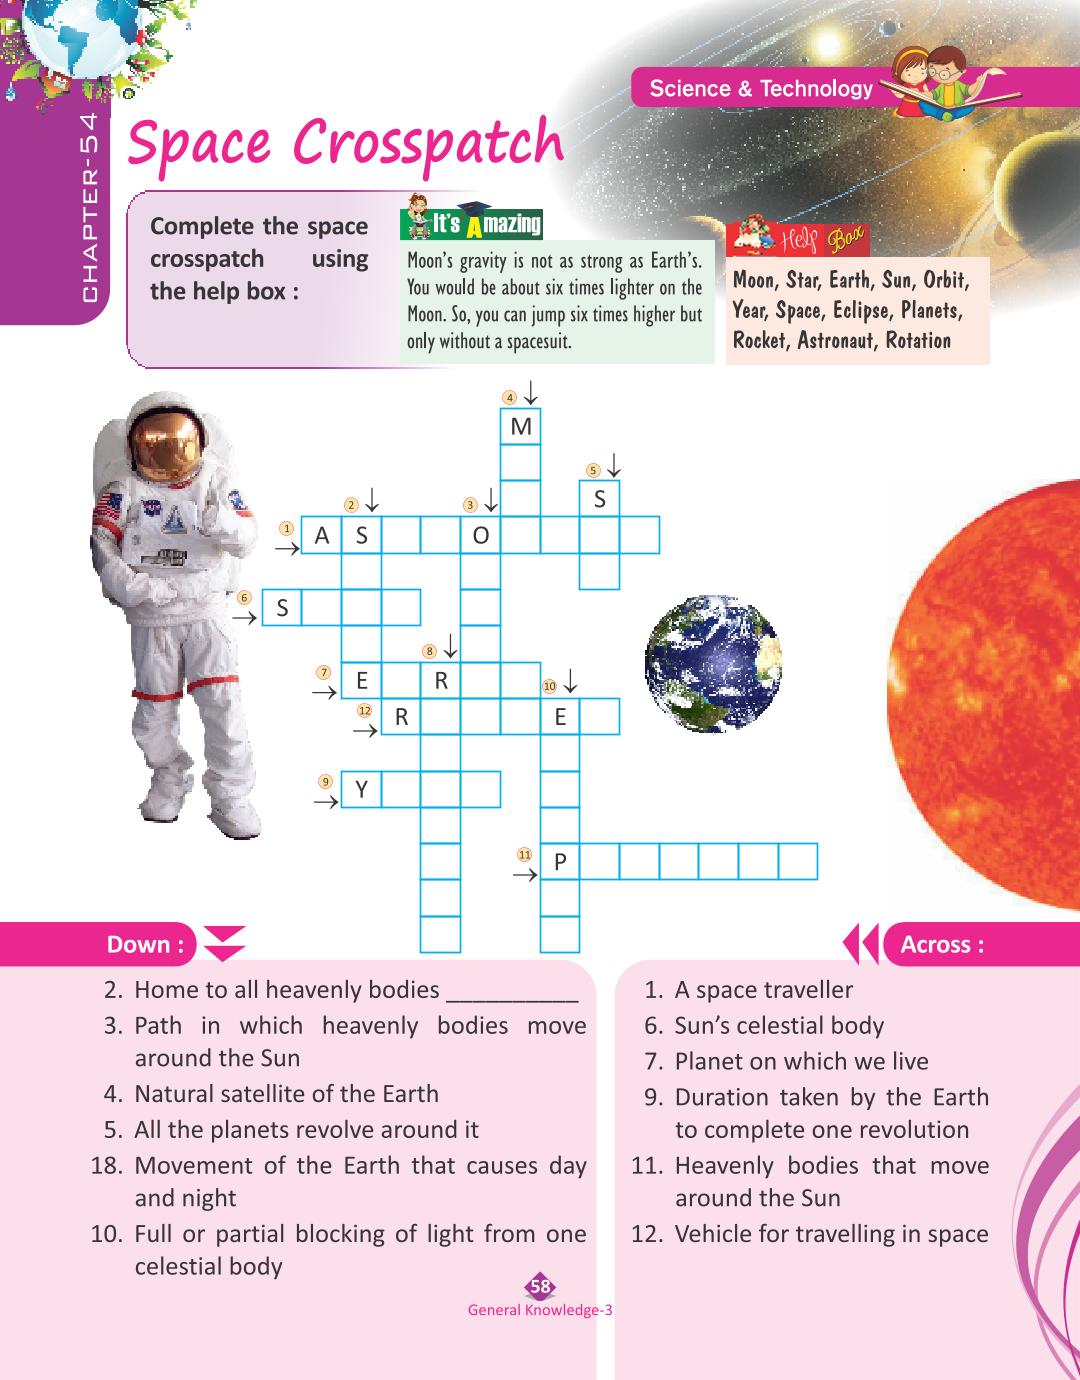 CHAPTER-54
Science & Technology
Space Crosspatch
Complete the space
crosspatch using
the help box :
It's Amazing
Moon's gravity is not as strong as Earth's.
You would be about six times lighter on the
Moon. So, you can jump six times higher but
only without a spacesuit.
Help Box
Moon, Star, Earth, Sun, Orbit,
Year, Space, Eclipse, Planets,
Rocket, Astronaut, Rotation
4
M
5
S
2
3
1
A S O
6
S
8
7
E R
10
12
R E
9
Y
11
P
Down :
2. Home to all heavenly bodies __________
3. Path in which heavenly bodies move
around the Sun
4. Natural satellite of the Earth
5. All the planets revolve around it
18. Movement of the Earth that causes day
and night
10. Full or partial blocking of light from one
celestial body
Across :
1. A space traveller
6. Sun's celestial body
7. Planet on which we live
9. Duration taken by the Earth
to complete one revolution
11. Heavenly bodies that move
around the Sun
12. Vehicle for travelling in space
58
General Knowledge-3